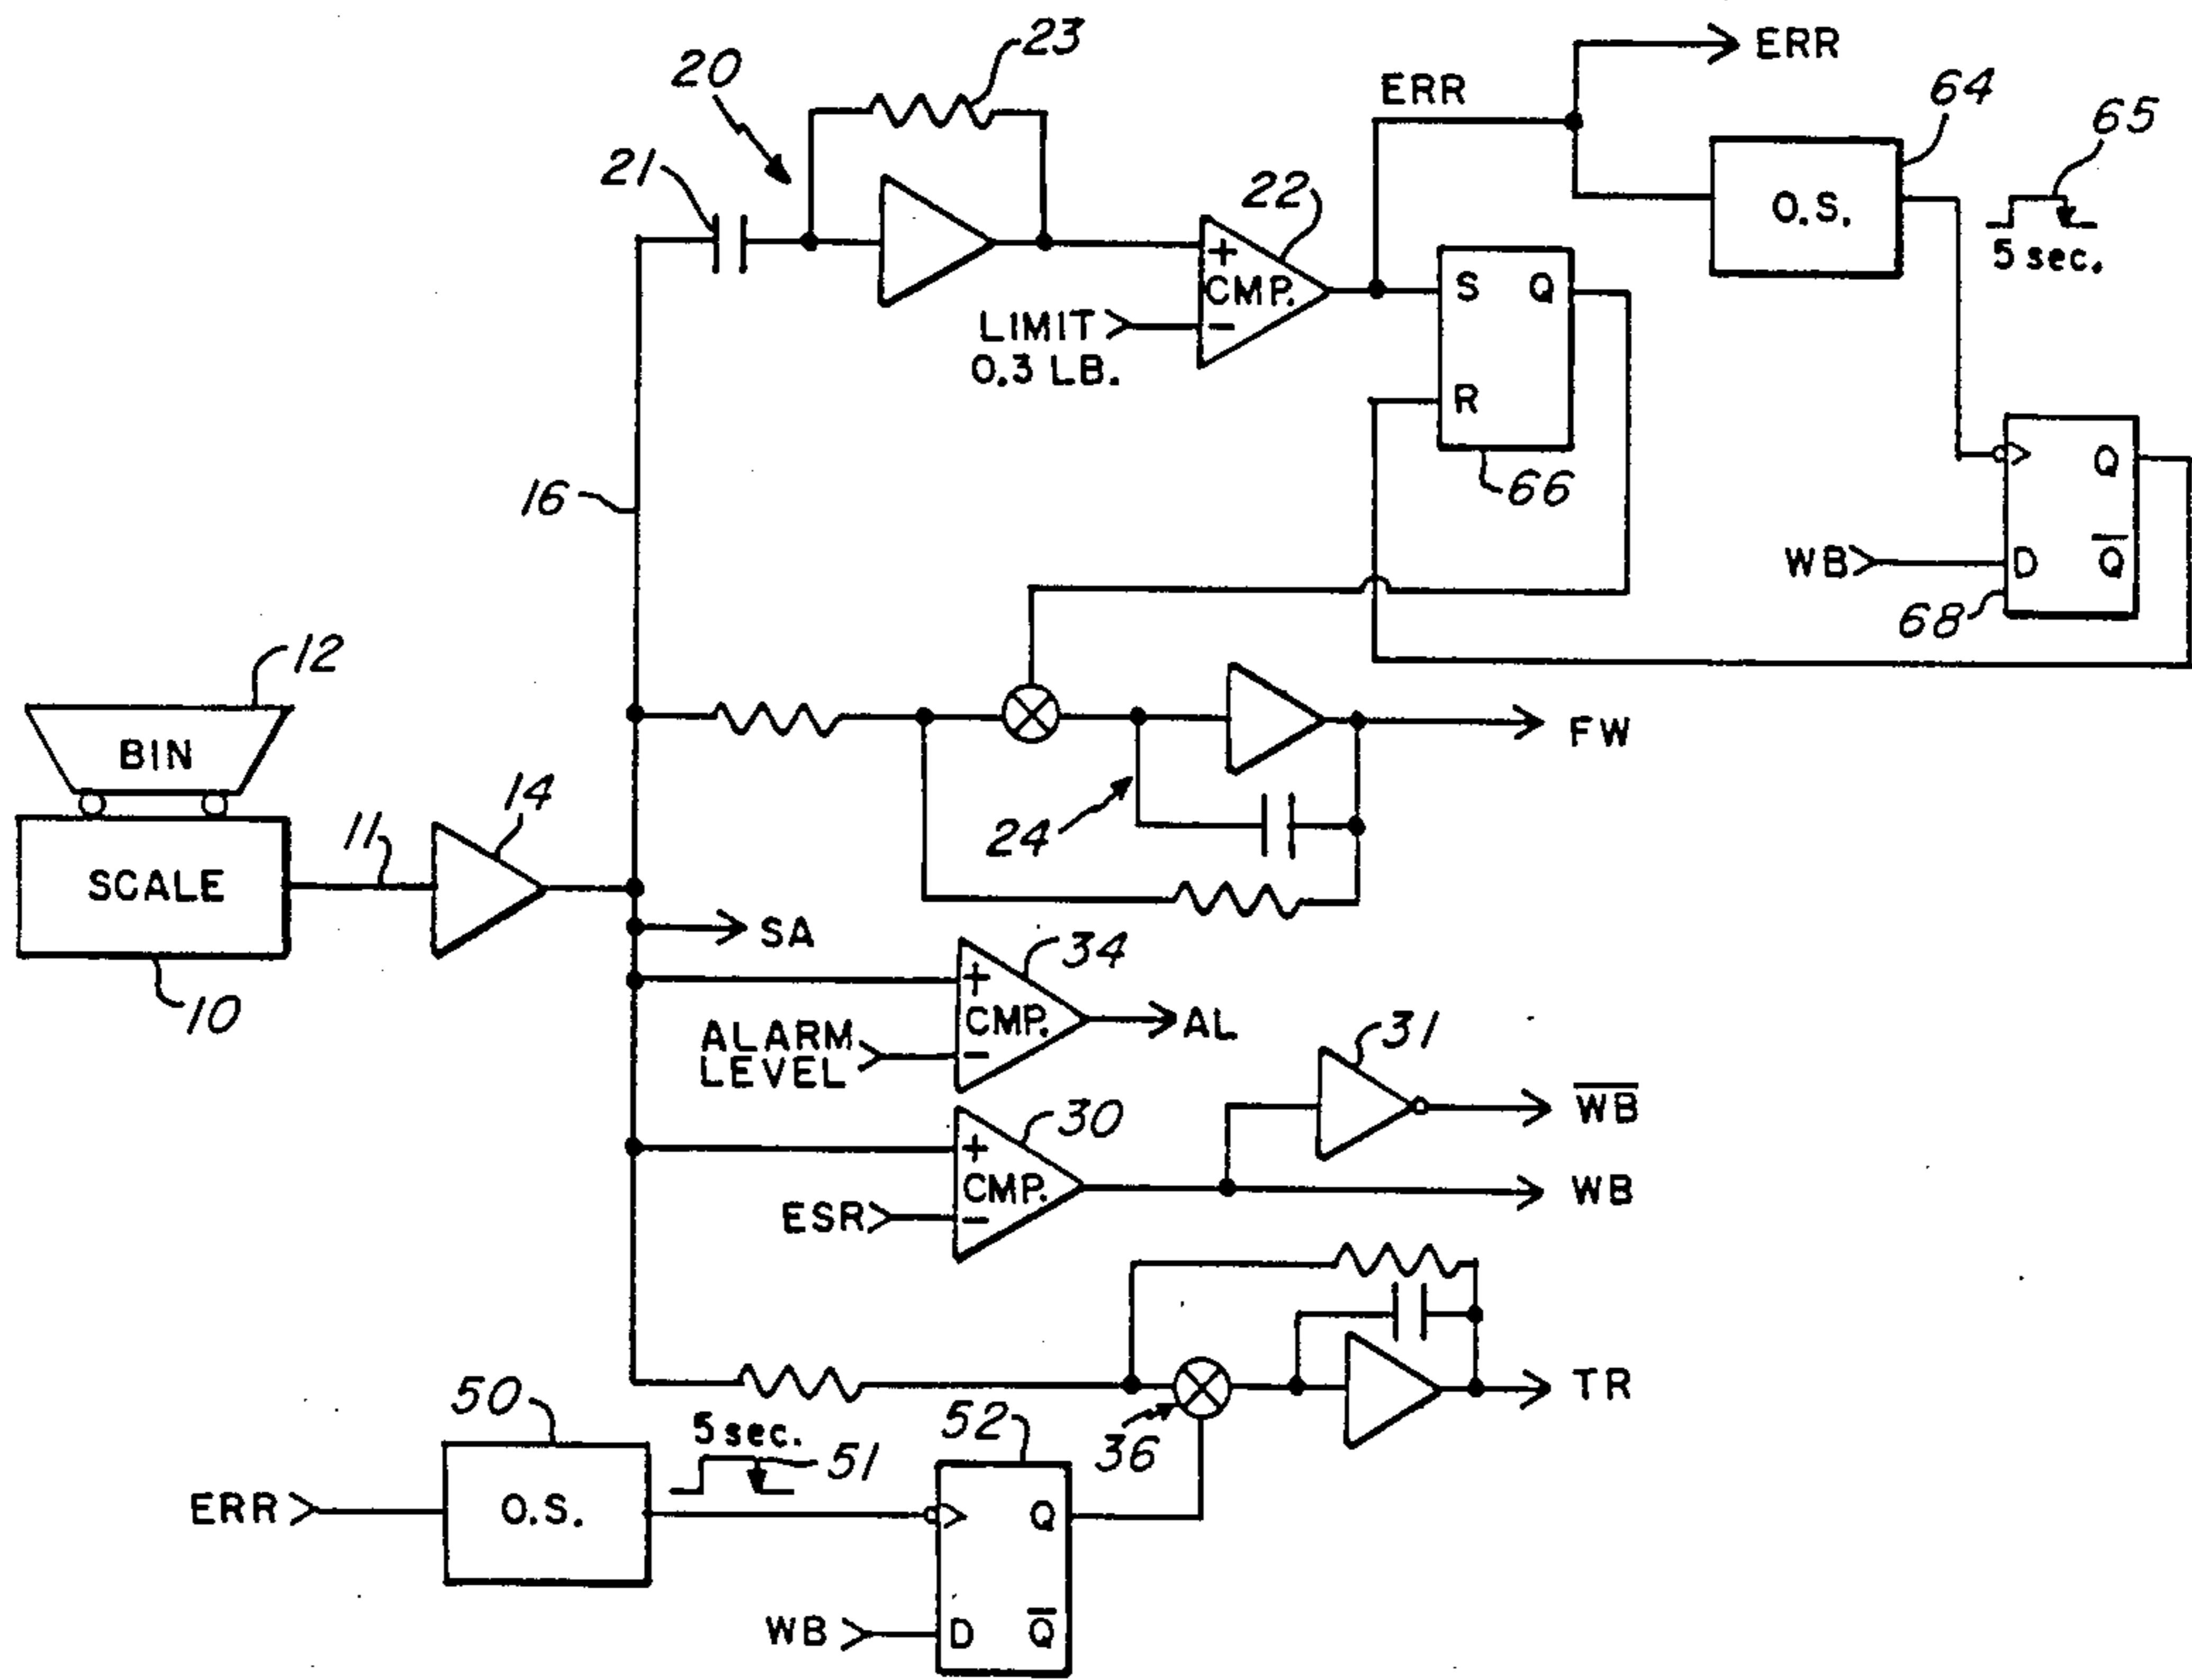 20
23
ERR
ERR
64
65
21
22
O.S.
5 sec.
+
CMP.
-
LIMIT
0.3 LB.
S Q
R
66
16
Q
WB
D Q̅
68
12
BIN
14
11
SCALE
10
24
FW
SA
34
+
CMP.
-
AL
ALARM
LEVEL
31
W̅B̅
30
+
CMP.
-
WB
ESR
TR
36
50
5 sec.
51
52
ERR
O.S.
Q
WB
D Q̅